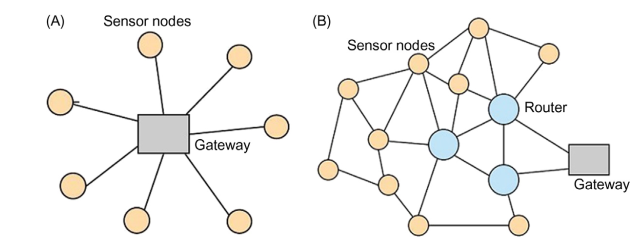 (A)
Sensor nodes
Gateway
(B)
Sensor nodes
Router
Gateway